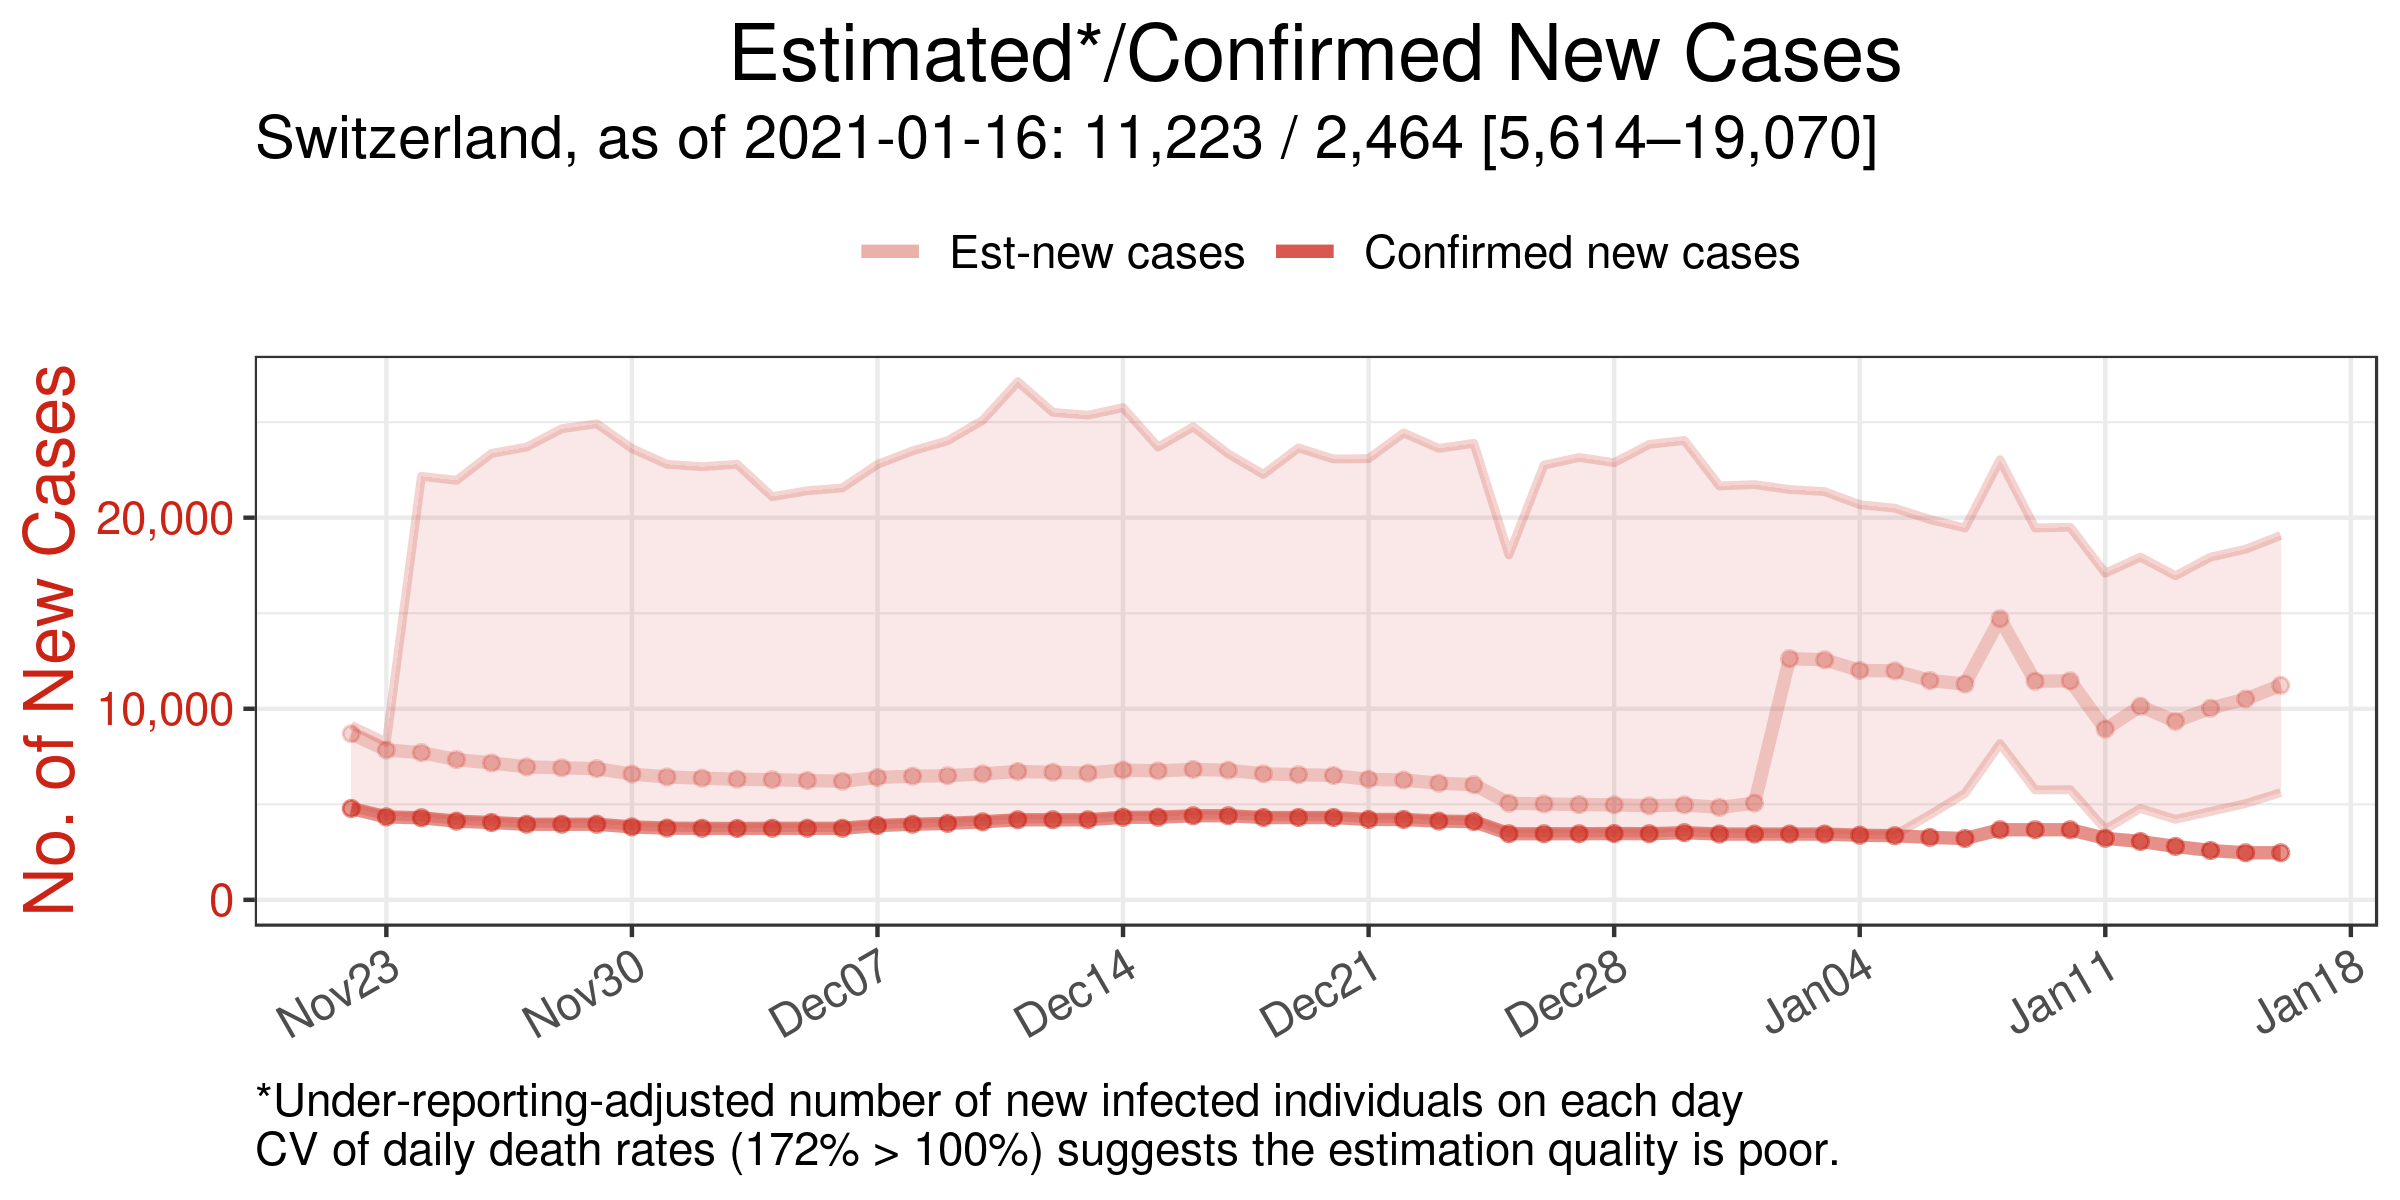 Estimated*/Confirmed New Cases
Switzerland, as of 2021-01-16: 11,223 / 2,464 [5,614–19,070]
Est-new cases
Confirmed new cases
No. of New Cases
20,000
10,000
0
Nov23
Nov30
Dec07
Dec14
Dec21
Dec28
Jan04
Jan11
Jan18
*Under-reporting-adjusted number of new infected individuals on each day
CV of daily death rates (172% > 100%) suggests the estimation quality is poor.